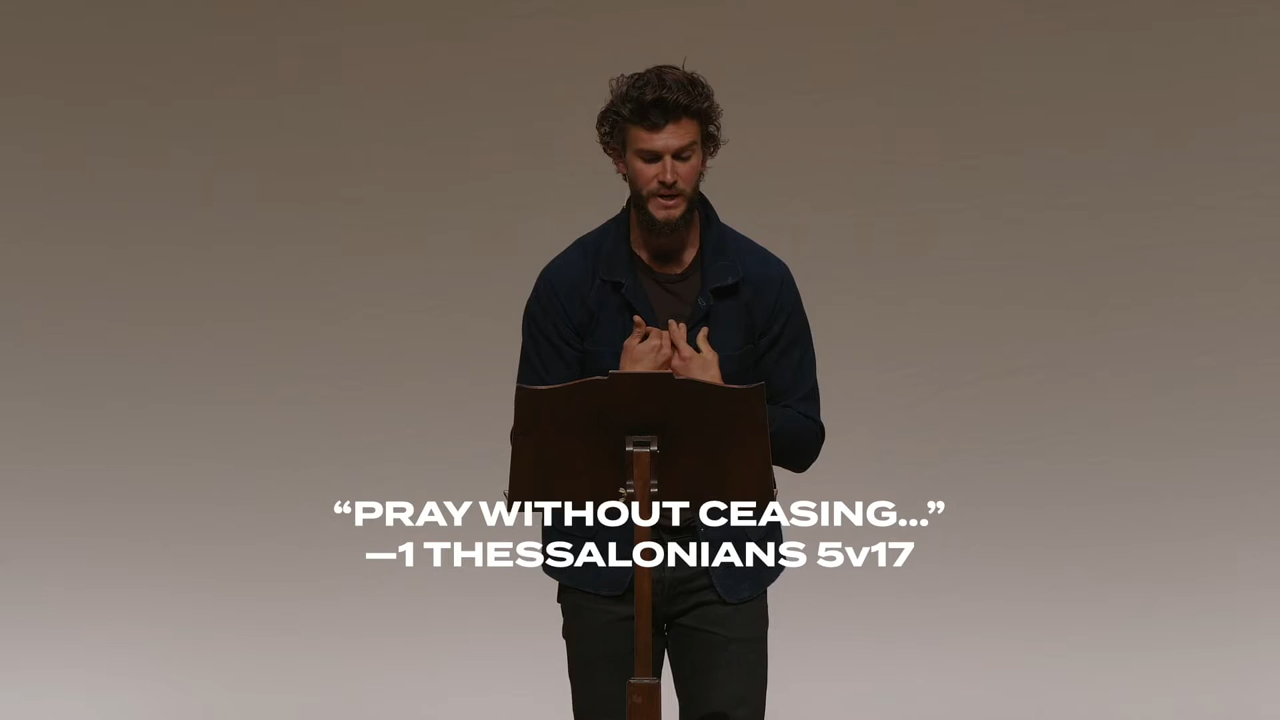 “PRAY WITHOUT CEASING...”
—1 THESSALONIANS 5v17